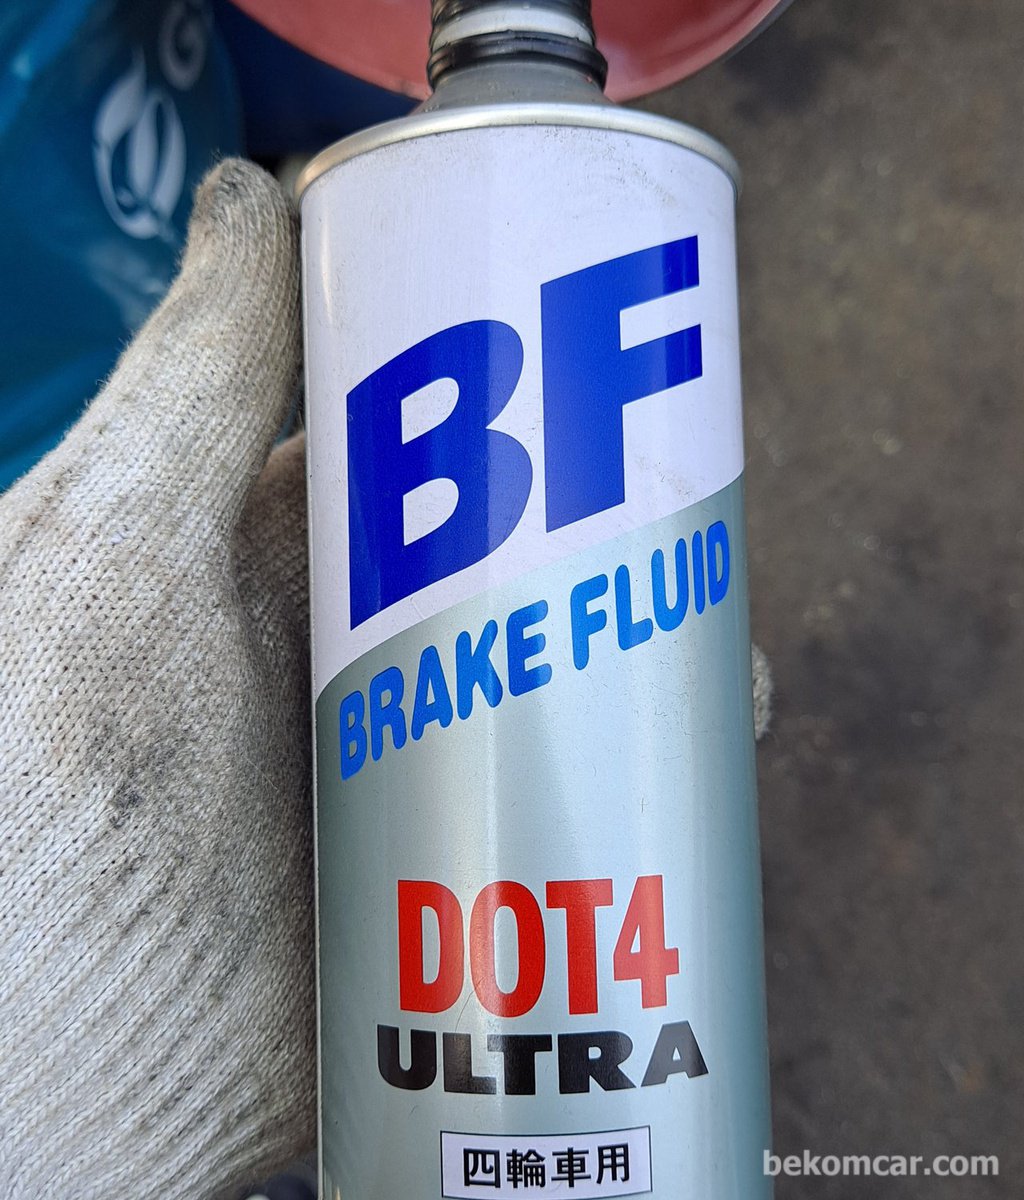 BF
BRAKE FLUID
DOT4
ULTRA
四輪車用
bekomcar.com